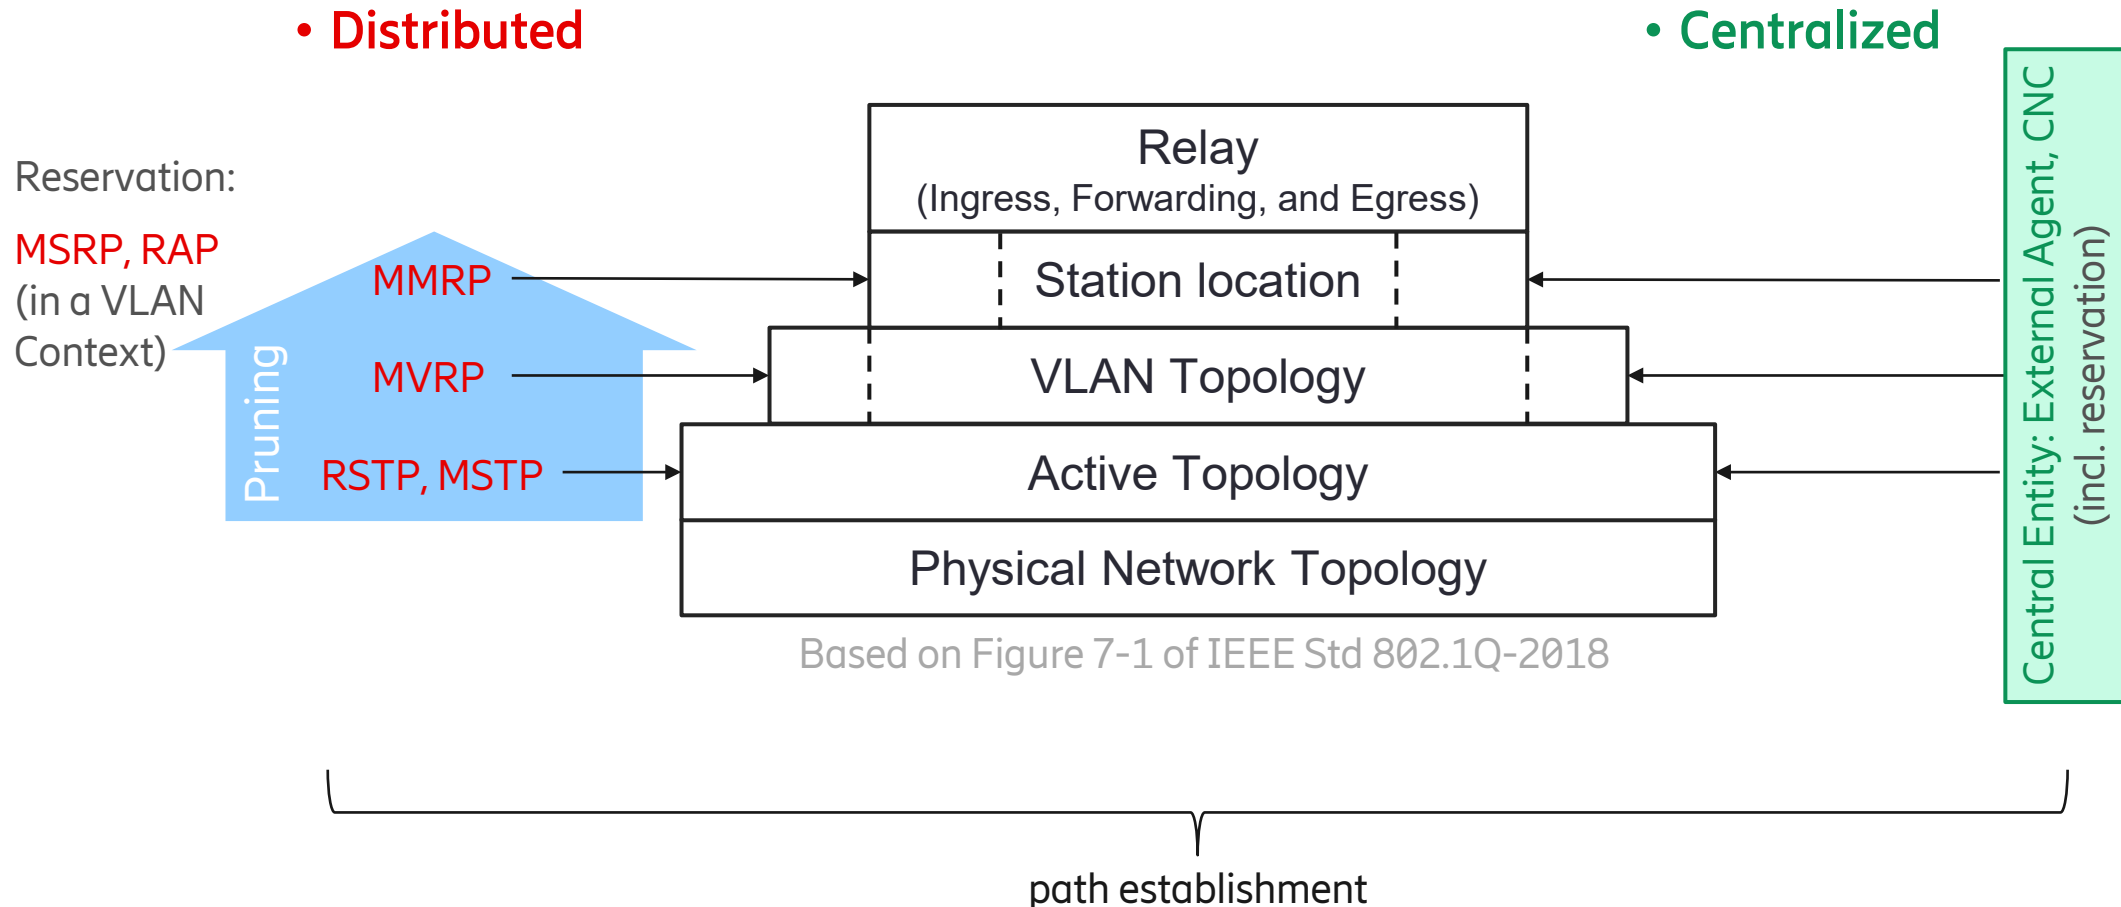 • Distributed
• Centralized
Reservation:
MSRP, RAP
(in a VLAN
Context)
Pruning
MMRP
MVRP
RSTP, MSTP
Relay
(Ingress, Forwarding, and Egress)
Station location
VLAN Topology
Active Topology
Physical Network Topology
Based on Figure 7-1 of IEEE Std 802.1Q-2018
Central Entity: External Agent, CNC
(incl. reservation)
path establishment